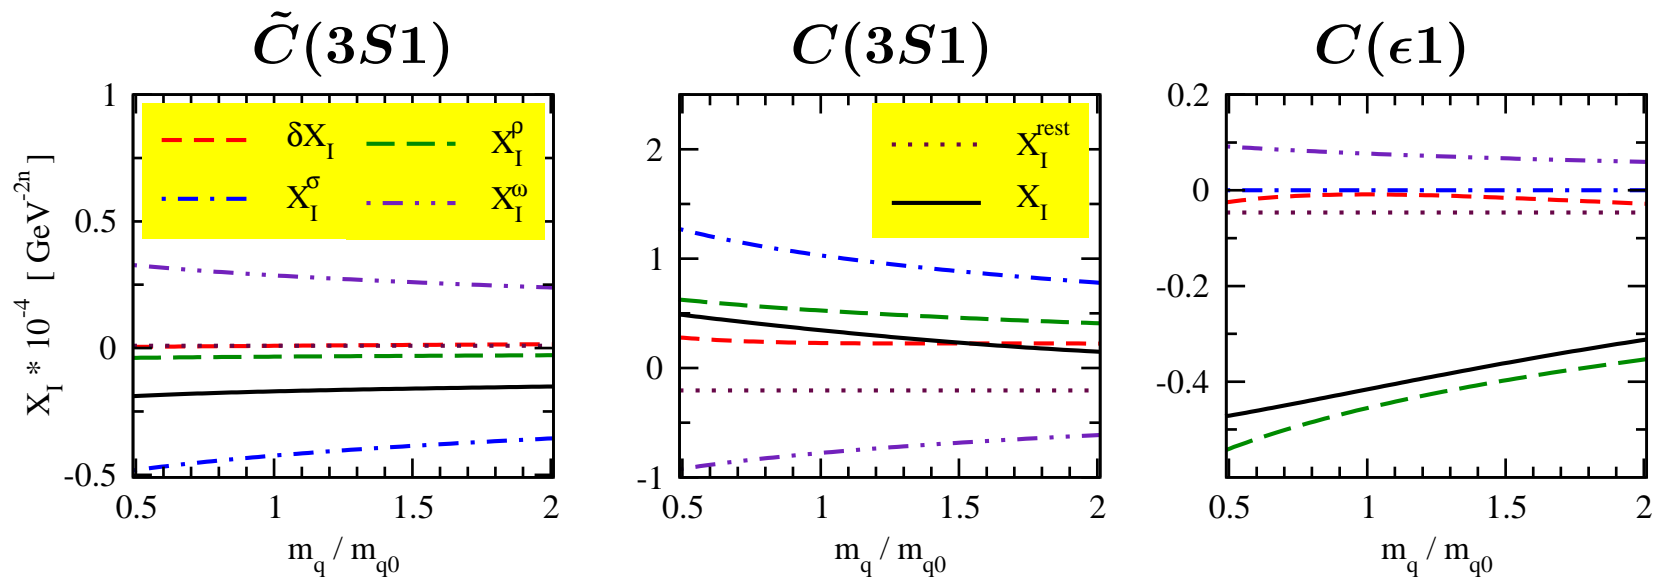 C̃(3S1)
C(3S1)
C(ϵ1)
X_I * 10^-4 [ GeV^-2n ]
1
0.5
0
-0.5
δX_I
X_I^ρ
X_I^σ
X_I^ω
0.5 1 1.5 2
m_q / m_q0
2
1
0
-1
X_I^rest
X_I
0.5 1 1.5 2
m_q / m_q0
0.2
0
-0.2
-0.4
0.5 1 1.5 2
m_q / m_q0